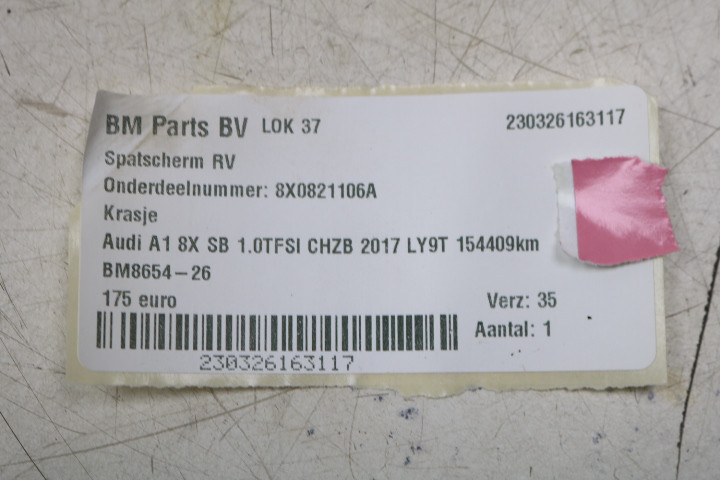 BM Parts BV LOK 37 230326163117
Spatscherm RV
Onderdeelnummer: 8X0821106A
Krasje
Audi A1 8X SB 1.0TFSI CHZB 2017 LY9T 154409km
BM8654-26
175 euro Verz: 35
Aantal: 1
230326163117